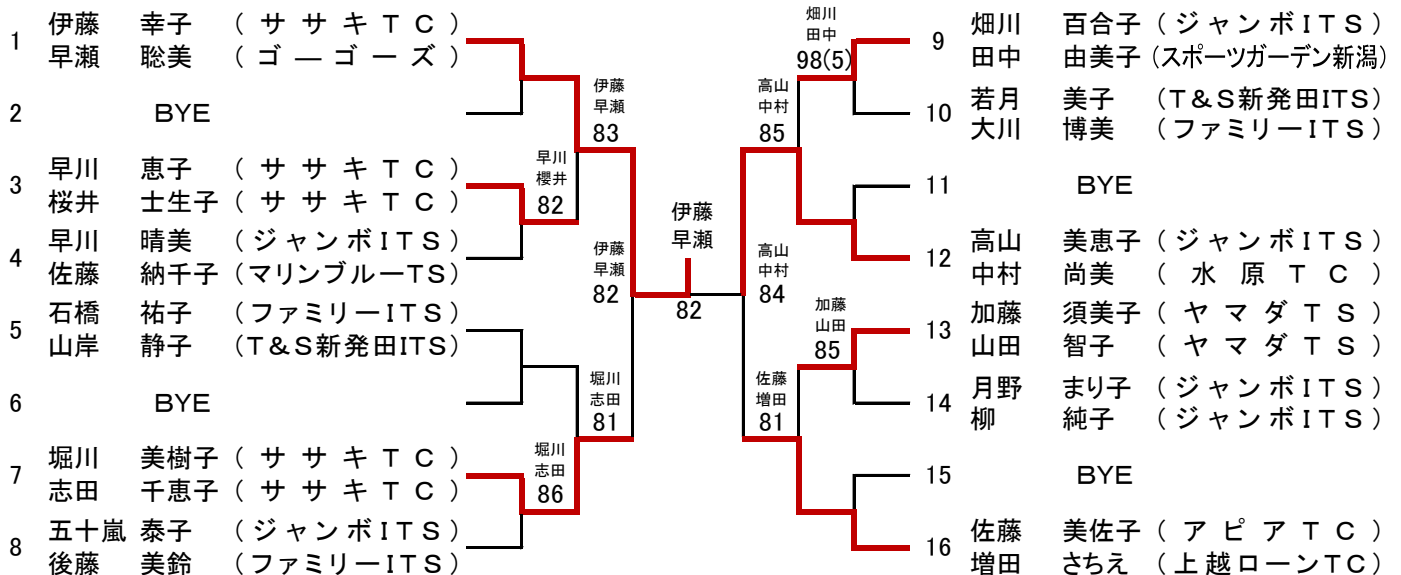 1 伊藤 幸子 (ササキTC)
早瀬 聡美 (ゴ―ゴーズ)
2 BYE
3 早川 恵子 (ササキTC)
桜井 士生子 (ササキTC)
4 早川 晴美 (ジャンボITS)
佐藤 納千子 (マリンブルーTS)
5 石橋 祐子 (ファミリーITS)
山岸 静子 (T&S新発田ITS)
6 BYE
7 堀川 美樹子 (ササキTC)
志田 千恵子 (ササキTC)
8 五十嵐 泰子 (ジャンボITS)
後藤 美鈴 (ファミリーITS)
伊藤
早瀬
83
早川
櫻井
82
伊藤
早瀬
82
堀川
志田
81
堀川
志田
86
伊藤
早瀬
82
畑川
田中
98(5)
高山
中村
85
高山
中村
84
加藤
山田
85
佐藤
増田
81
9 畑川 百合子 (ジャンボITS)
田中 由美子 (スポーツガーデン新潟)
10 若月 美子 (T&S新発田ITS)
大川 博美 (ファミリーITS)
11 BYE
12 高山 美恵子 (ジャンボITS)
中村 尚美 (水原TC)
13 加藤 須美子 (ヤマダTS)
山田 智子 (ヤマダTS)
14 月野 まり子 (ジャンボITS)
柳 純子 (ジャンボITS)
15 BYE
16 佐藤 美佐子 (アピアTC)
増田 さちえ (上越ローンTC)